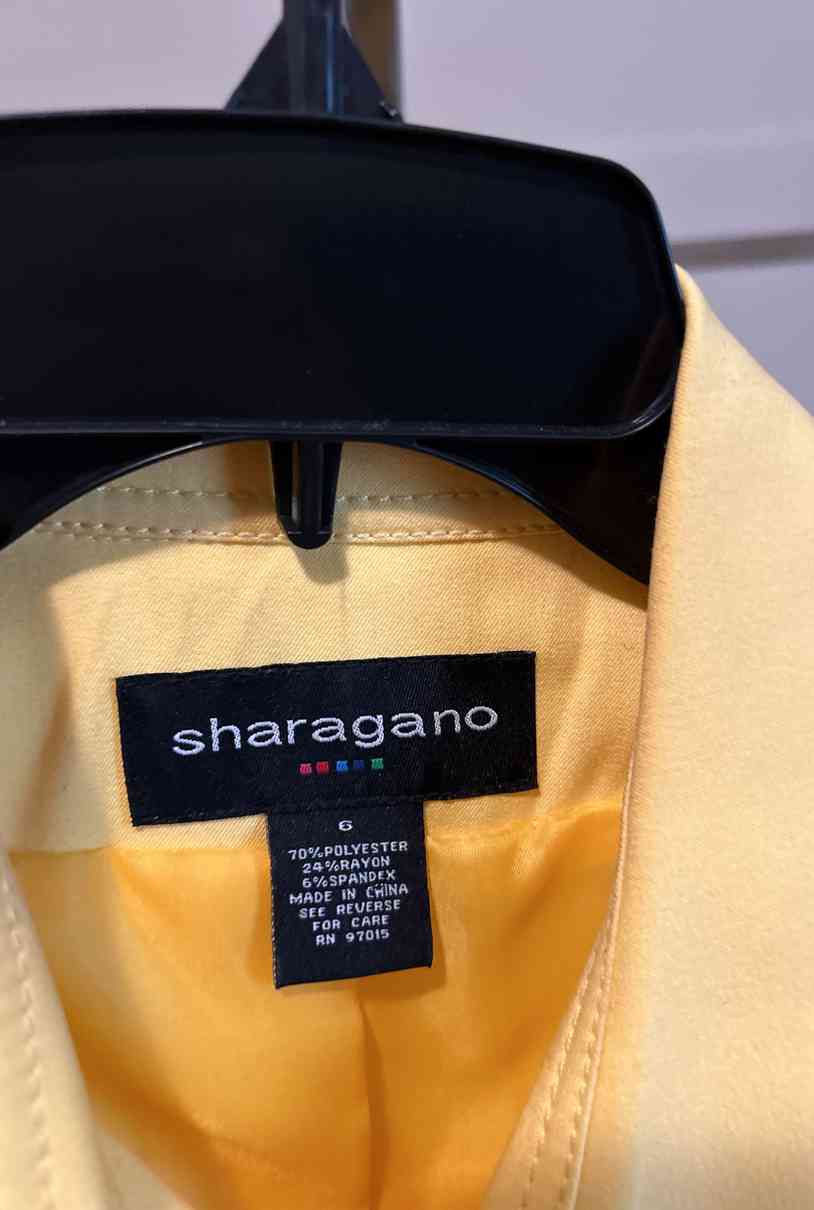 sharagano
6
70%POLYESTER
24%RAYON
6%SPANDEX
MADE IN CHINA
SEE REVERSE
FOR CARE
RN 97015